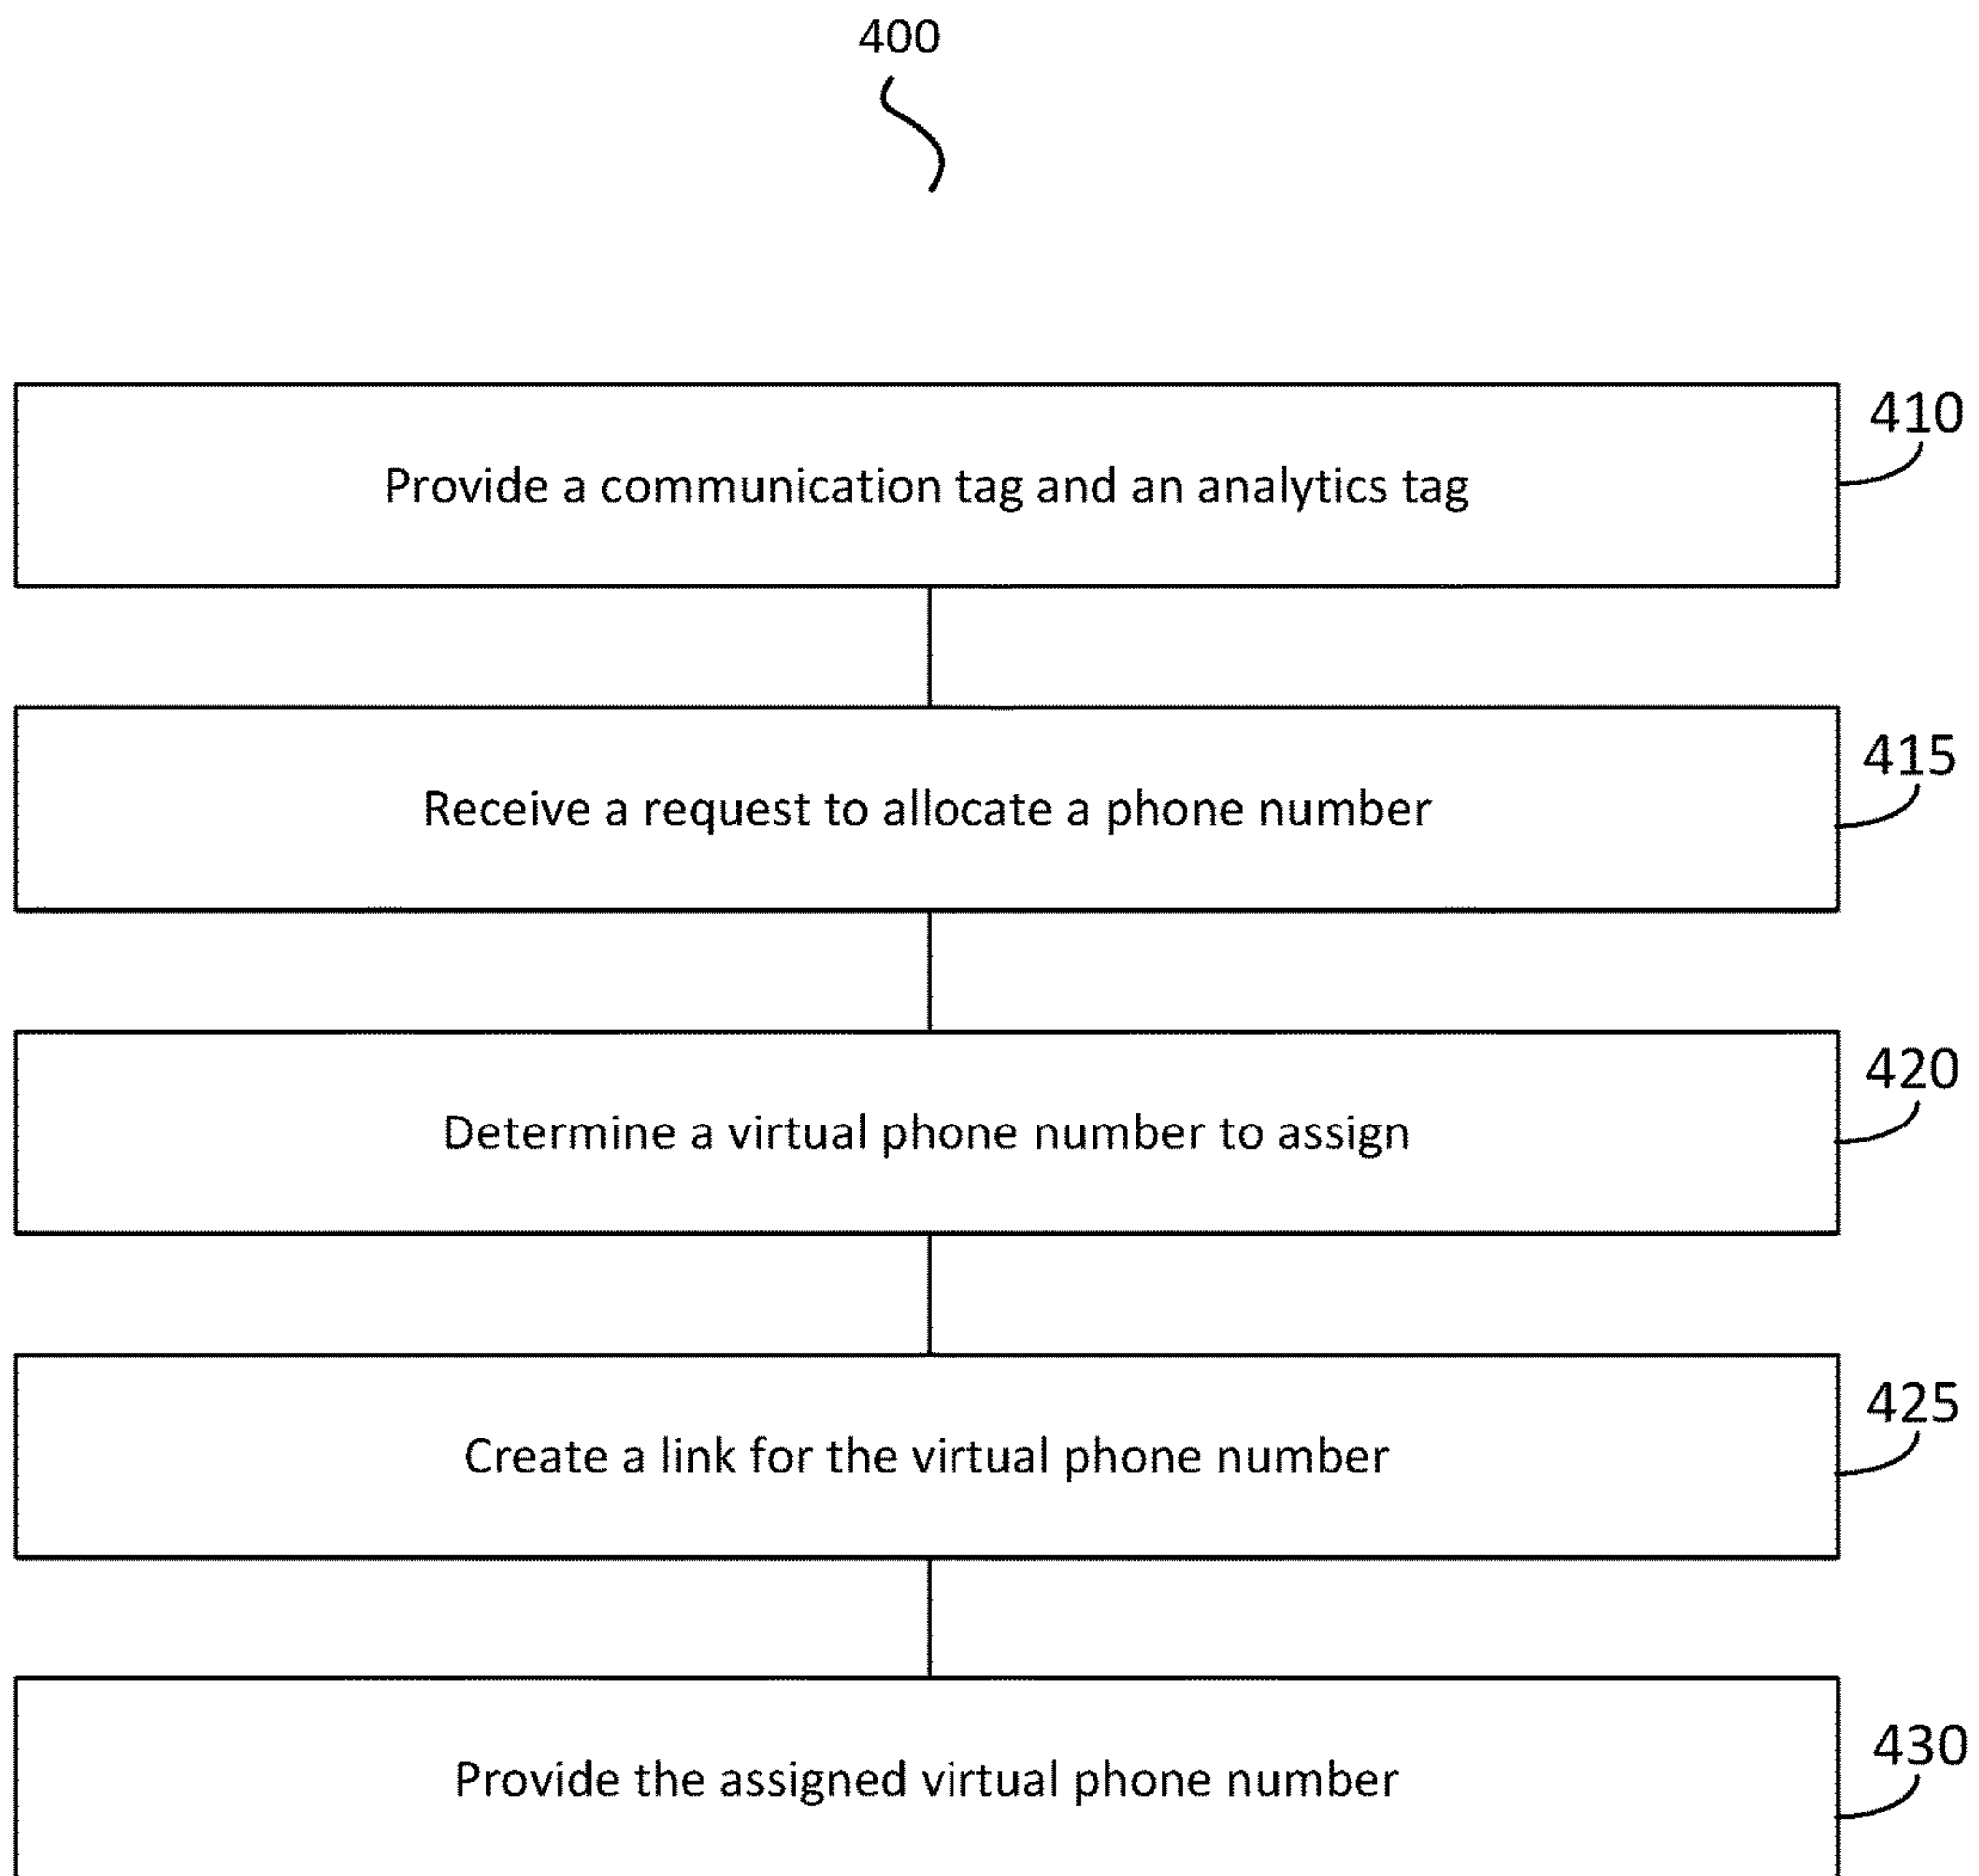 400
410
Provide a communication tag and an analytics tag
415
Receive a request to allocate a phone number
420
Determine a virtual phone number to assign
425
Create a link for the virtual phone number
430
Provide the assigned virtual phone number